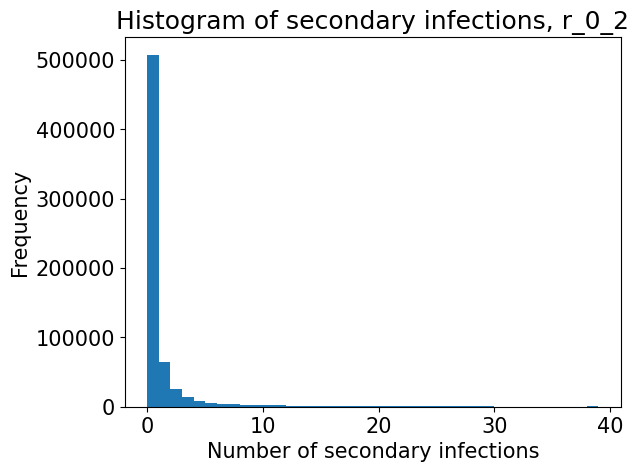 Histogram of secondary infections, r_0_2
Frequency
500000
400000
300000
200000
100000
0
0 10 20 30 40
Number of secondary infections